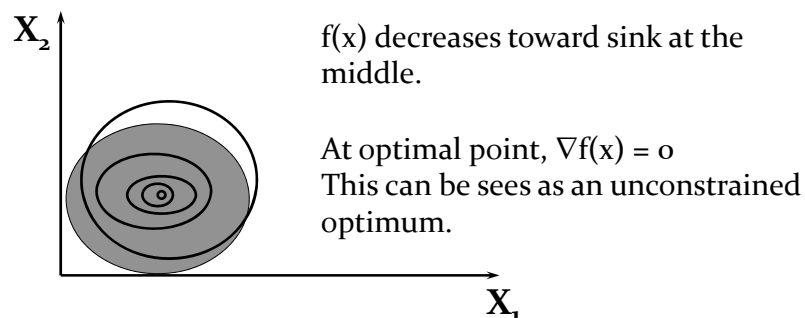 X₂
f(x) decreases toward sink at the
middle.
At optimal point, ∇f(x) = 0
This can be sees as an unconstrained
optimum.
X₁